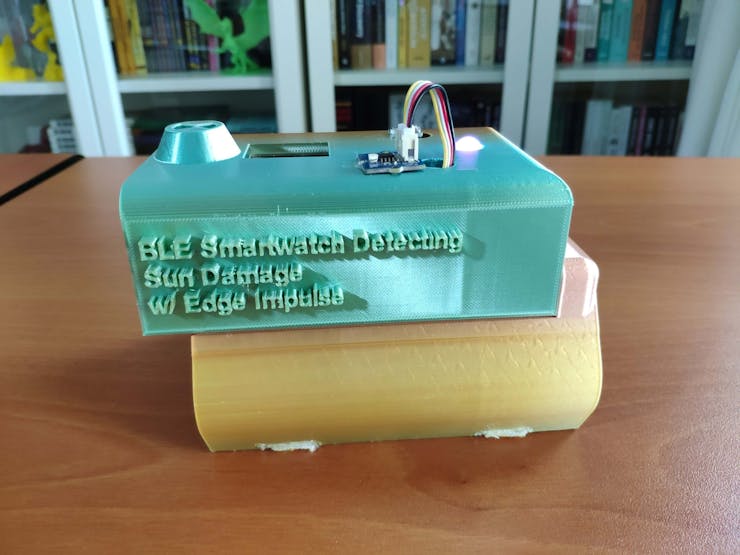 BLE Smartwatch Detecting
Sun Damage
w/ Edge Impulse